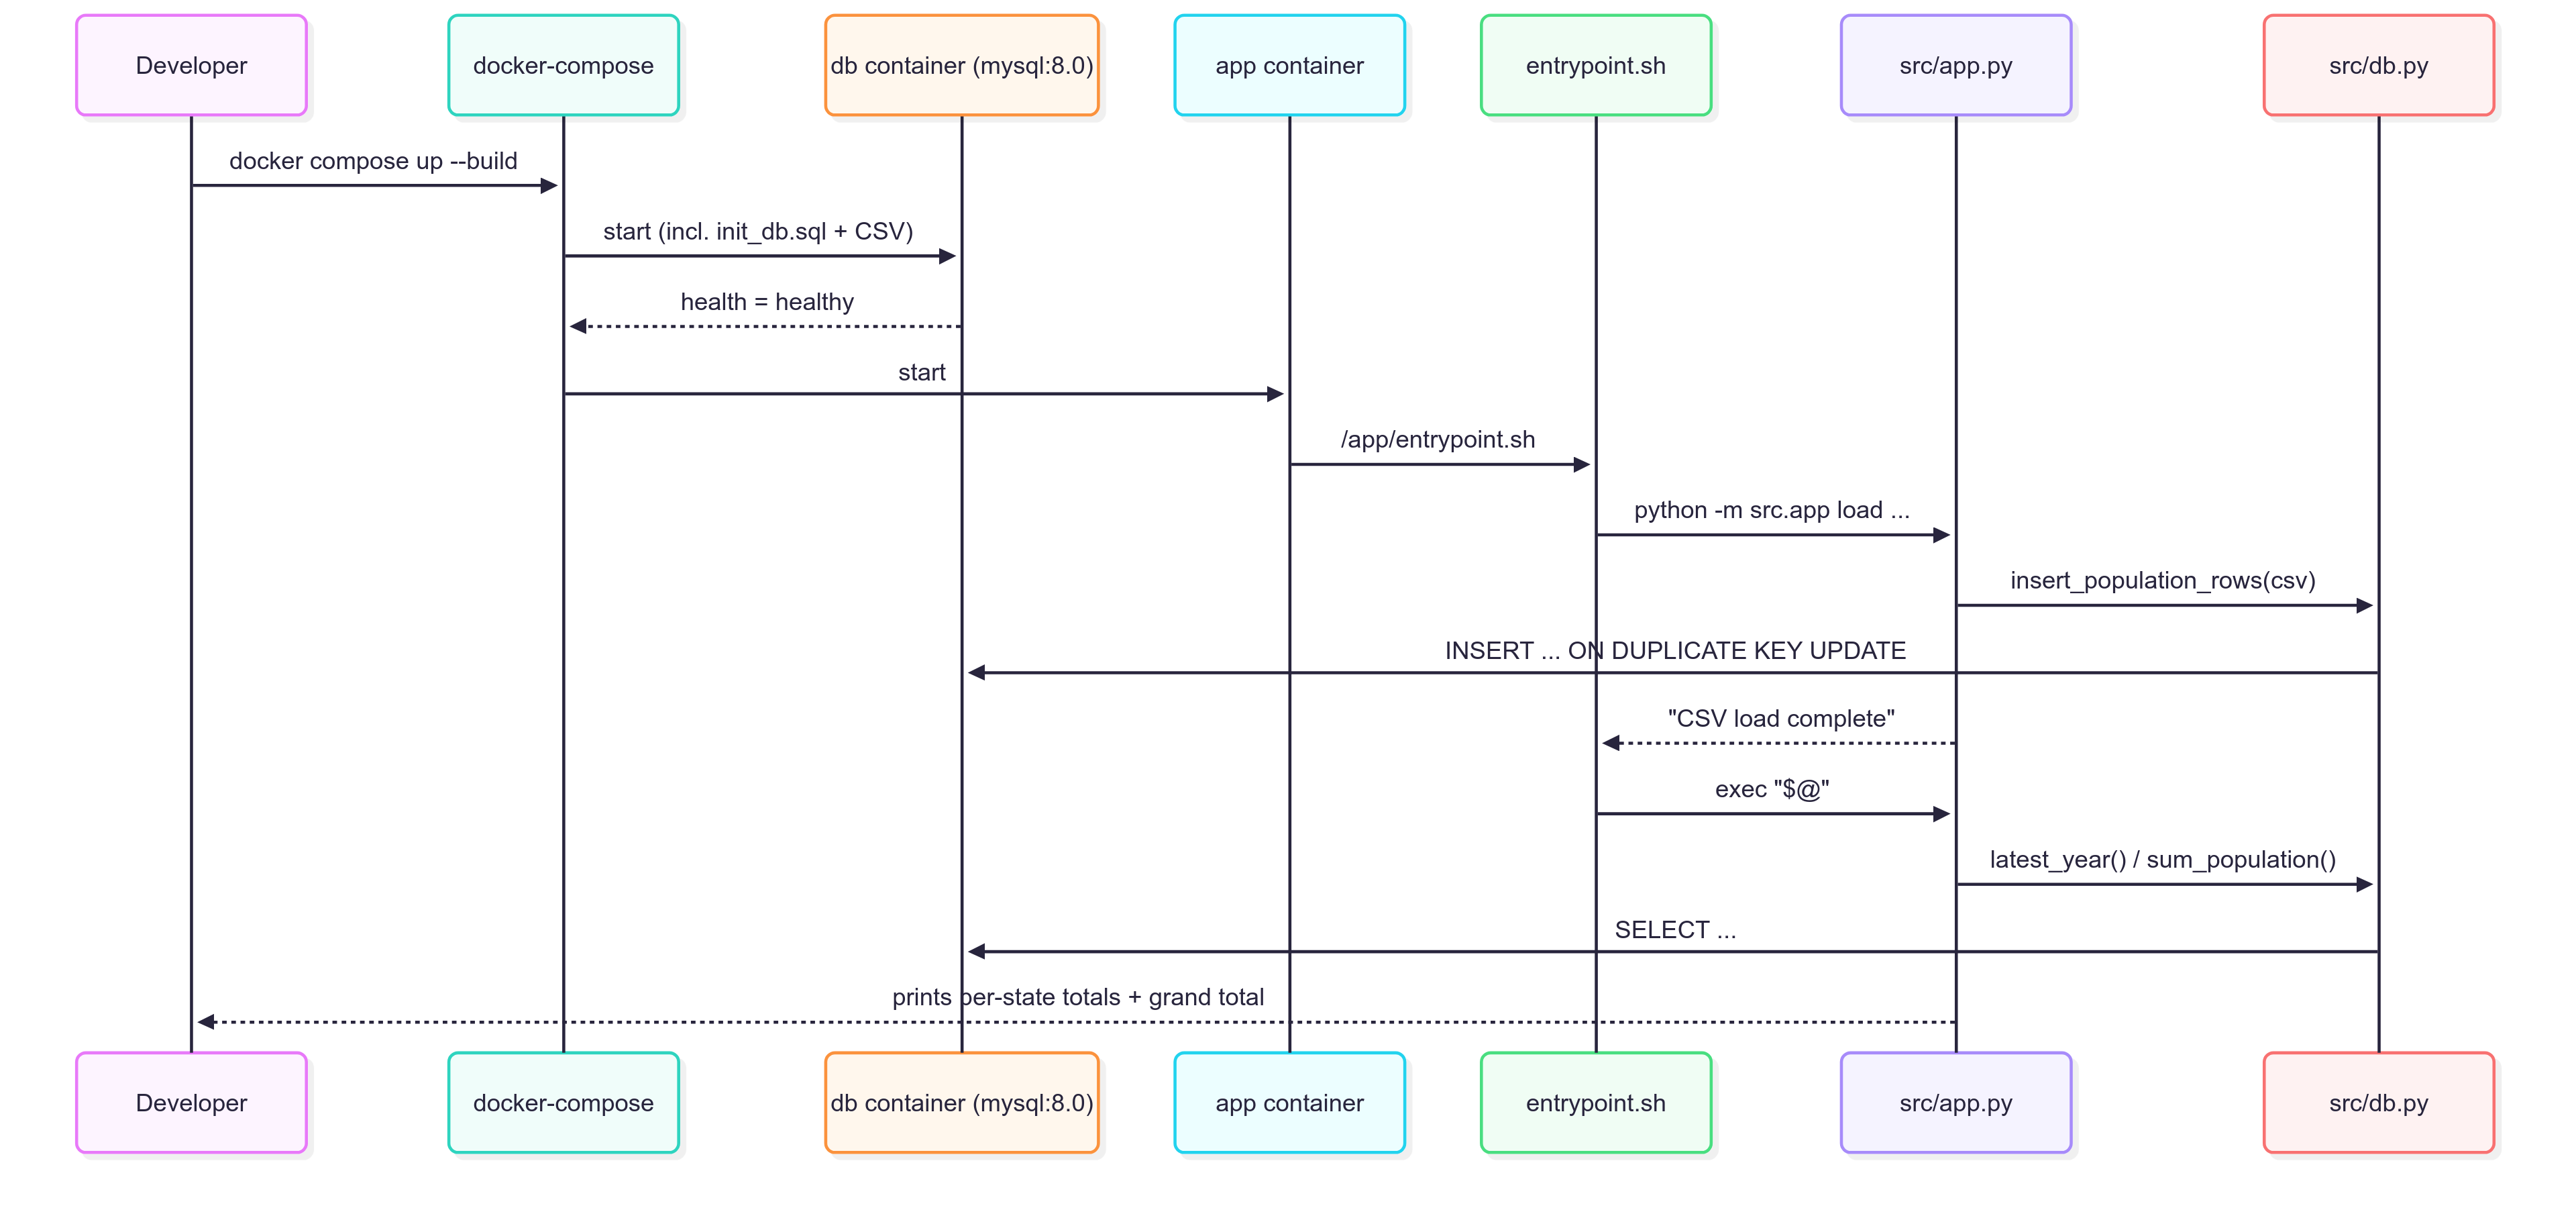 Developer
docker-compose
db container (mysql:8.0)
app container
entrypoint.sh
src/app.py
src/db.py
docker compose up --build
start (incl. init_db.sql + CSV)
health = healthy
start
/app/entrypoint.sh
python -m src.app load ...
insert_population_rows(csv)
INSERT ... ON DUPLICATE KEY UPDATE
"CSV load complete"
exec "$@"
latest_year() / sum_population()
SELECT ...
prints per-state totals + grand total
Developer
docker-compose
db container (mysql:8.0)
app container
entrypoint.sh
src/app.py
src/db.py